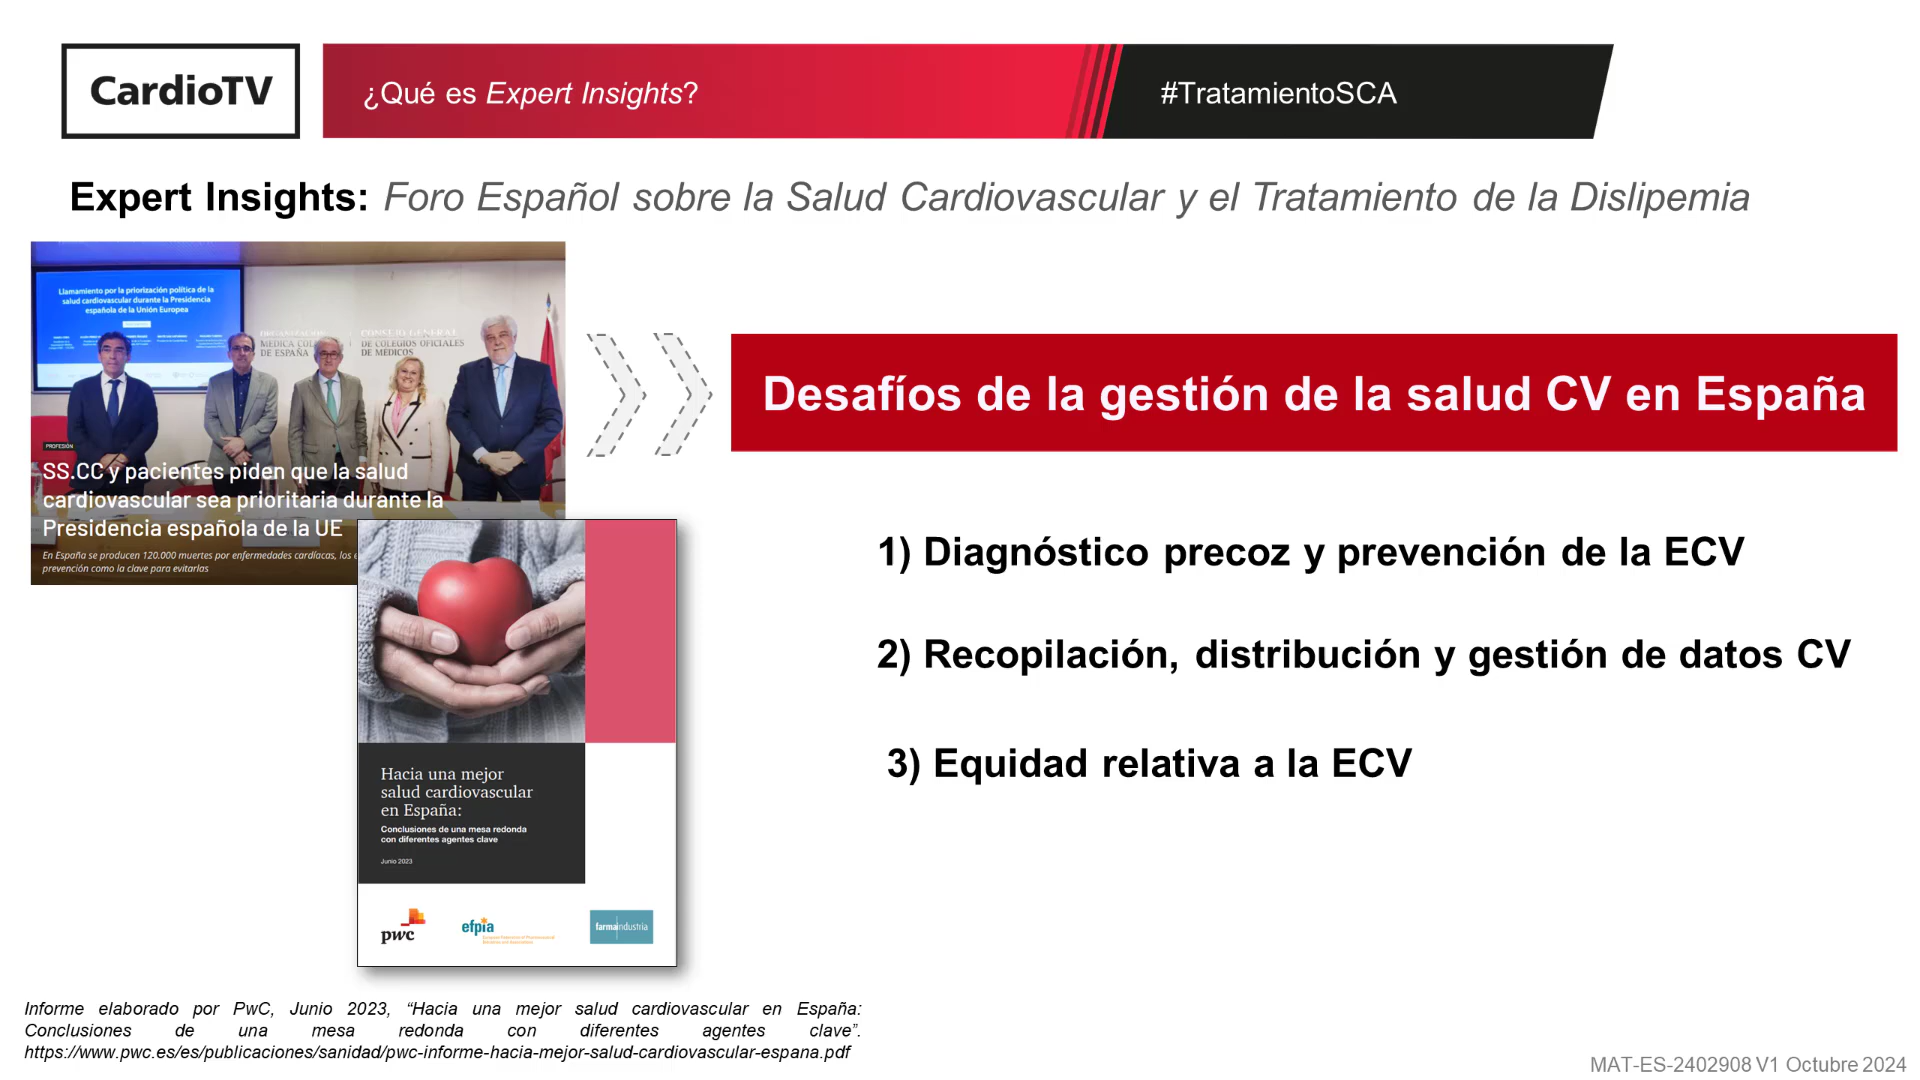 CardioTV
¿Qué es Expert Insights?
#TratamientoSCA
Expert Insights: Foro Español sobre la Salud Cardiovascular y el Tratamiento de la Dislipemia
Llamamiento por la priorización política de la
salud cardiovascular durante la Presidencia
española de la Unión Europea
MÉDICA
DE ESPAÑA
CONSEJO GENERAL
DE COLEGIOS OFICIALES
DE MÉDICOS
PROFESIÓN
SS.CC y pacientes piden que la salud
cardiovascular sea prioritaria durante la
Presidencia española de la UE
En España se producen 120.000 muertes por enfermedades cardíacas, los
prevención como la clave para evitarlas
Desafíos de la gestión de la salud CV en España
1) Diagnóstico precoz y prevención de la ECV
2) Recopilación, distribución y gestión de datos CV
3) Equidad relativa a la ECV
Hacia una mejor
salud cardiovascular
en España:
Conclusiones de una mesa redonda
con diferentes agentes clave
Junio 2023
pwc
efpia
farmaindustria
Informe elaborado por PwC, Junio 2023, “Hacia una mejor salud cardiovascular en España:
Conclusiones de una mesa redonda con diferentes agentes clave”.
https://www.pwc.es/es/publicaciones/sanidad/pwc-informe-hacia-mejor-salud-cardiovascular-espana.pdf
MAT-ES-2402908 V1 Octubre 2024